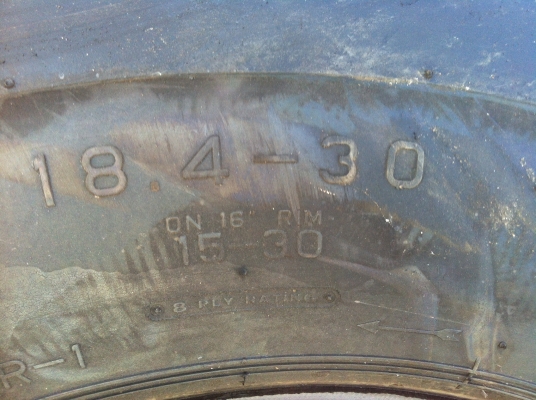 18.4-30
ON 16" RIM
15-30
8 PLY RATING
R-1